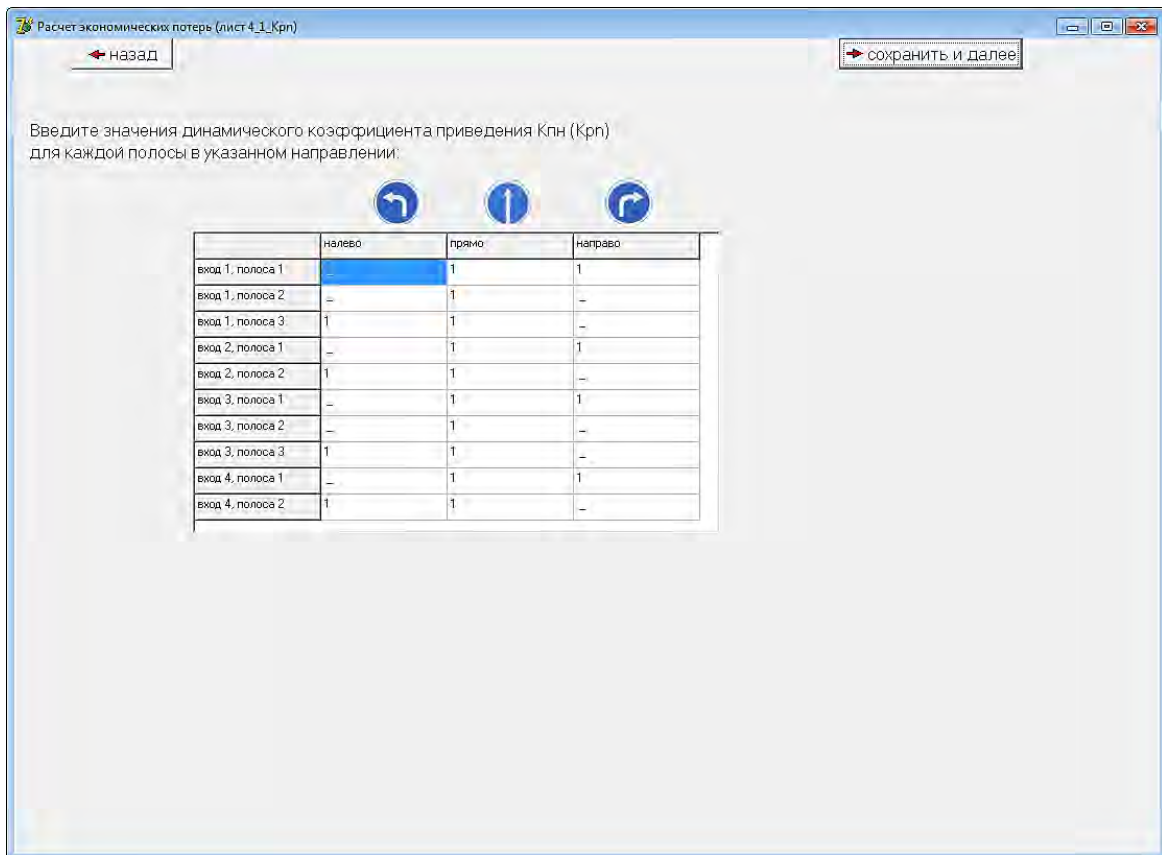 Расчет экономических потерь (лист 4_1_Kpn)
назад
сохранить и далее
Введите значения динамического коэффициента приведения Кпн (Kpn)
для каждой полосы в указанном направлении:
налево прямо направо
вход 1, полоса 1 _ 1 1
вход 1, полоса 2 _ 1 _
вход 1, полоса 3 1 1 _
вход 2, полоса 1 _ 1 1
вход 2, полоса 2 1 1 _
вход 3, полоса 1 _ 1 1
вход 3, полоса 2 _ 1 _
вход 3, полоса 3 1 1 _
вход 4, полоса 1 _ 1 1
вход 4, полоса 2 1 1 _